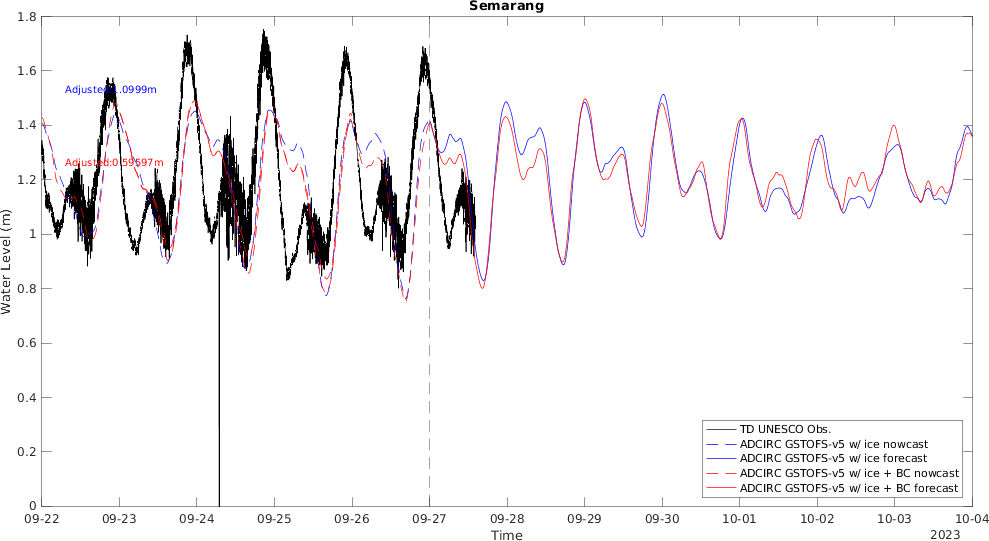 Semarang
1.8
1.6
1.4
1.2
1
0.8
0.6
0.4
0.2
0
Water Level (m)
Adjusted:1.0999m
Adjusted:0.59597m
TD UNESCO Obs.
ADCIRC GSTOFS-v5 w/ ice nowcast
ADCIRC GSTOFS-v5 w/ ice forecast
ADCIRC GSTOFS-v5 w/ ice + BC nowcast
ADCIRC GSTOFS-v5 w/ ice + BC forecast
09-22 09-23 09-24 09-25 09-26 09-27 09-28 09-29 09-30 10-01 10-02 10-03 10-04
Time
2023